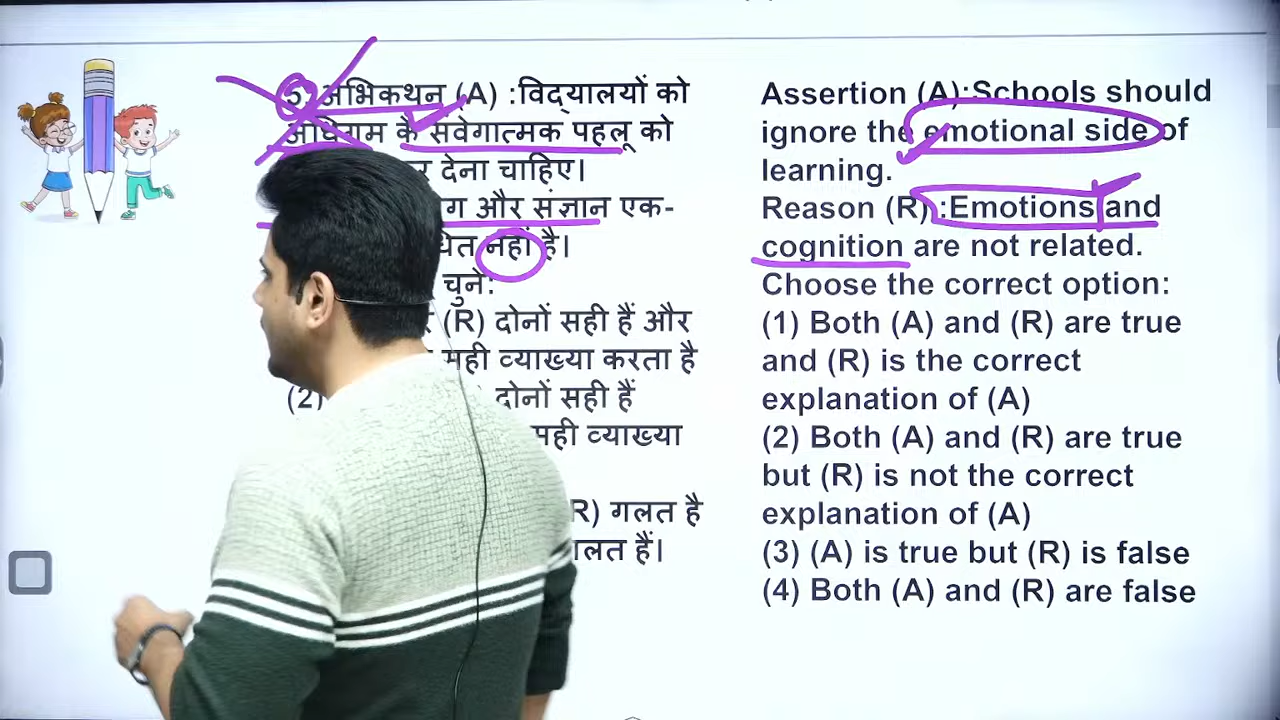 5. अभिकथन (A) :विद्यालयों को
अधिगम के संवेगात्मक पहलू को
देना चाहिए।
और संज्ञान एक-
नहीं है।
चुनें:
(R) दोनों सही हैं और
सही व्याख्या करता है
(2) दोनों सही हैं
सही व्याख्या
R) गलत है
गलत हैं।
Assertion (A):Schools should
ignore the emotional side of
learning.
Reason (R) :Emotions and
cognition are not related.
Choose the correct option:
(1) Both (A) and (R) are true
and (R) is the correct
explanation of (A)
(2) Both (A) and (R) are true
but (R) is not the correct
explanation of (A)
(3) (A) is true but (R) is false
(4) Both (A) and (R) are false